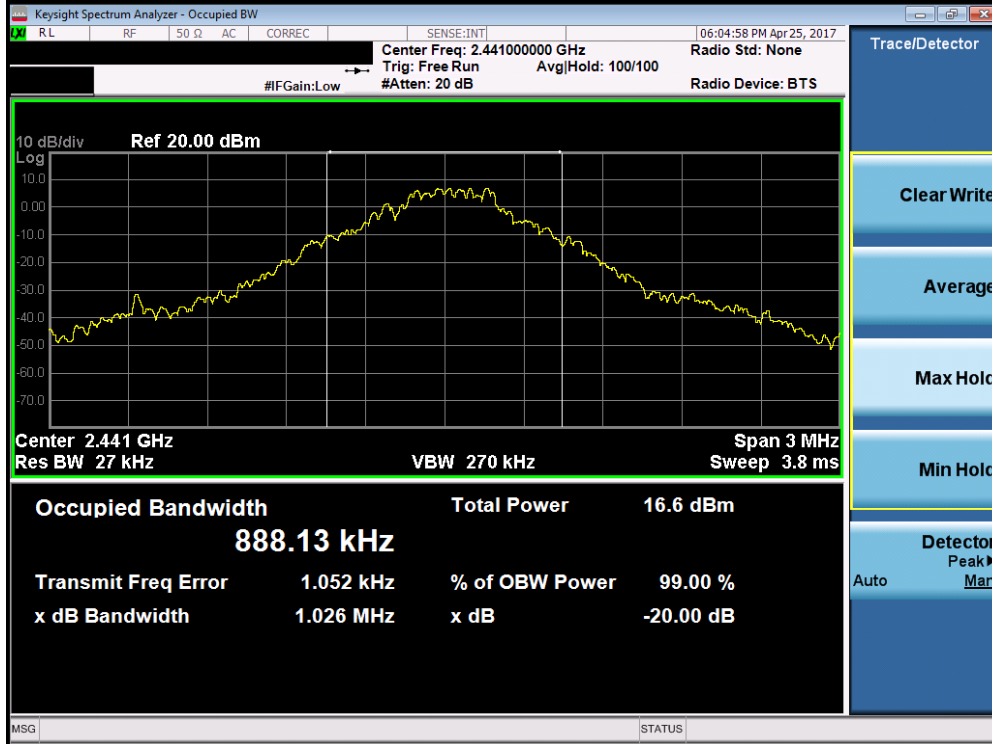 Keysight Spectrum Analyzer - Occupied BW
LXI RL RF 50 Ω AC CORREC SENSE:INT 06:04:58 PM Apr 25, 2017
Center Freq: 2.441000000 GHz Radio Std: None
Trig: Free Run Avg|Hold: 100/100
#IFGain:Low #Atten: 20 dB Radio Device: BTS
10 dB/div Ref 20.00 dBm
Log
10.0
0.00
-10.0
-20.0
-30.0
-40.0
-50.0
-60.0
-70.0
Center 2.441 GHz Span 3 MHz
Res BW 27 kHz VBW 270 kHz Sweep 3.8 ms
Occupied Bandwidth Total Power 16.6 dBm
888.13 kHz
Transmit Freq Error 1.052 kHz % of OBW Power 99.00 %
x dB Bandwidth 1.026 MHz x dB -20.00 dB
MSG STATUS
Trace/Detector
Clear Write
Average
Max Hold
Min Hold
Detector
Peak▶
Auto Man